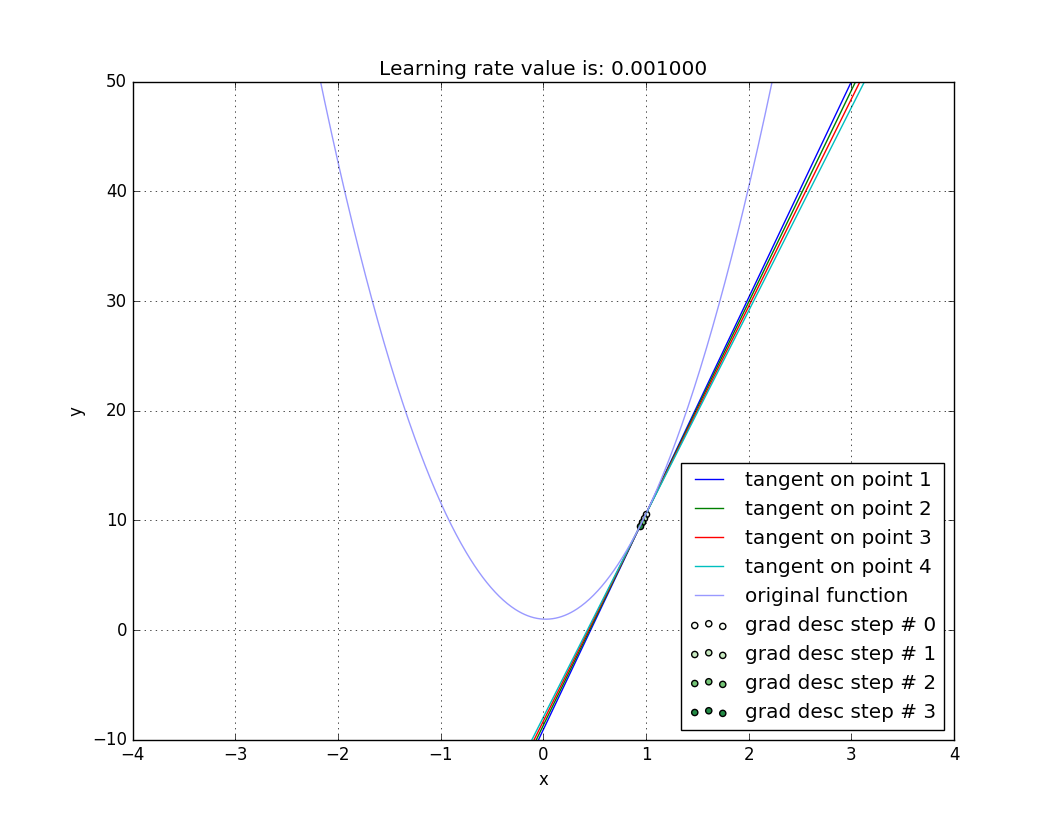 Learning rate value is: 0.001000
50
40
30
20
10
0
−10
y
−4
−3
−2
−1
0
1
2
3
4
x
tangent on point 1
tangent on point 2
tangent on point 3
tangent on point 4
original function
grad desc step # 0
grad desc step # 1
grad desc step # 2
grad desc step # 3